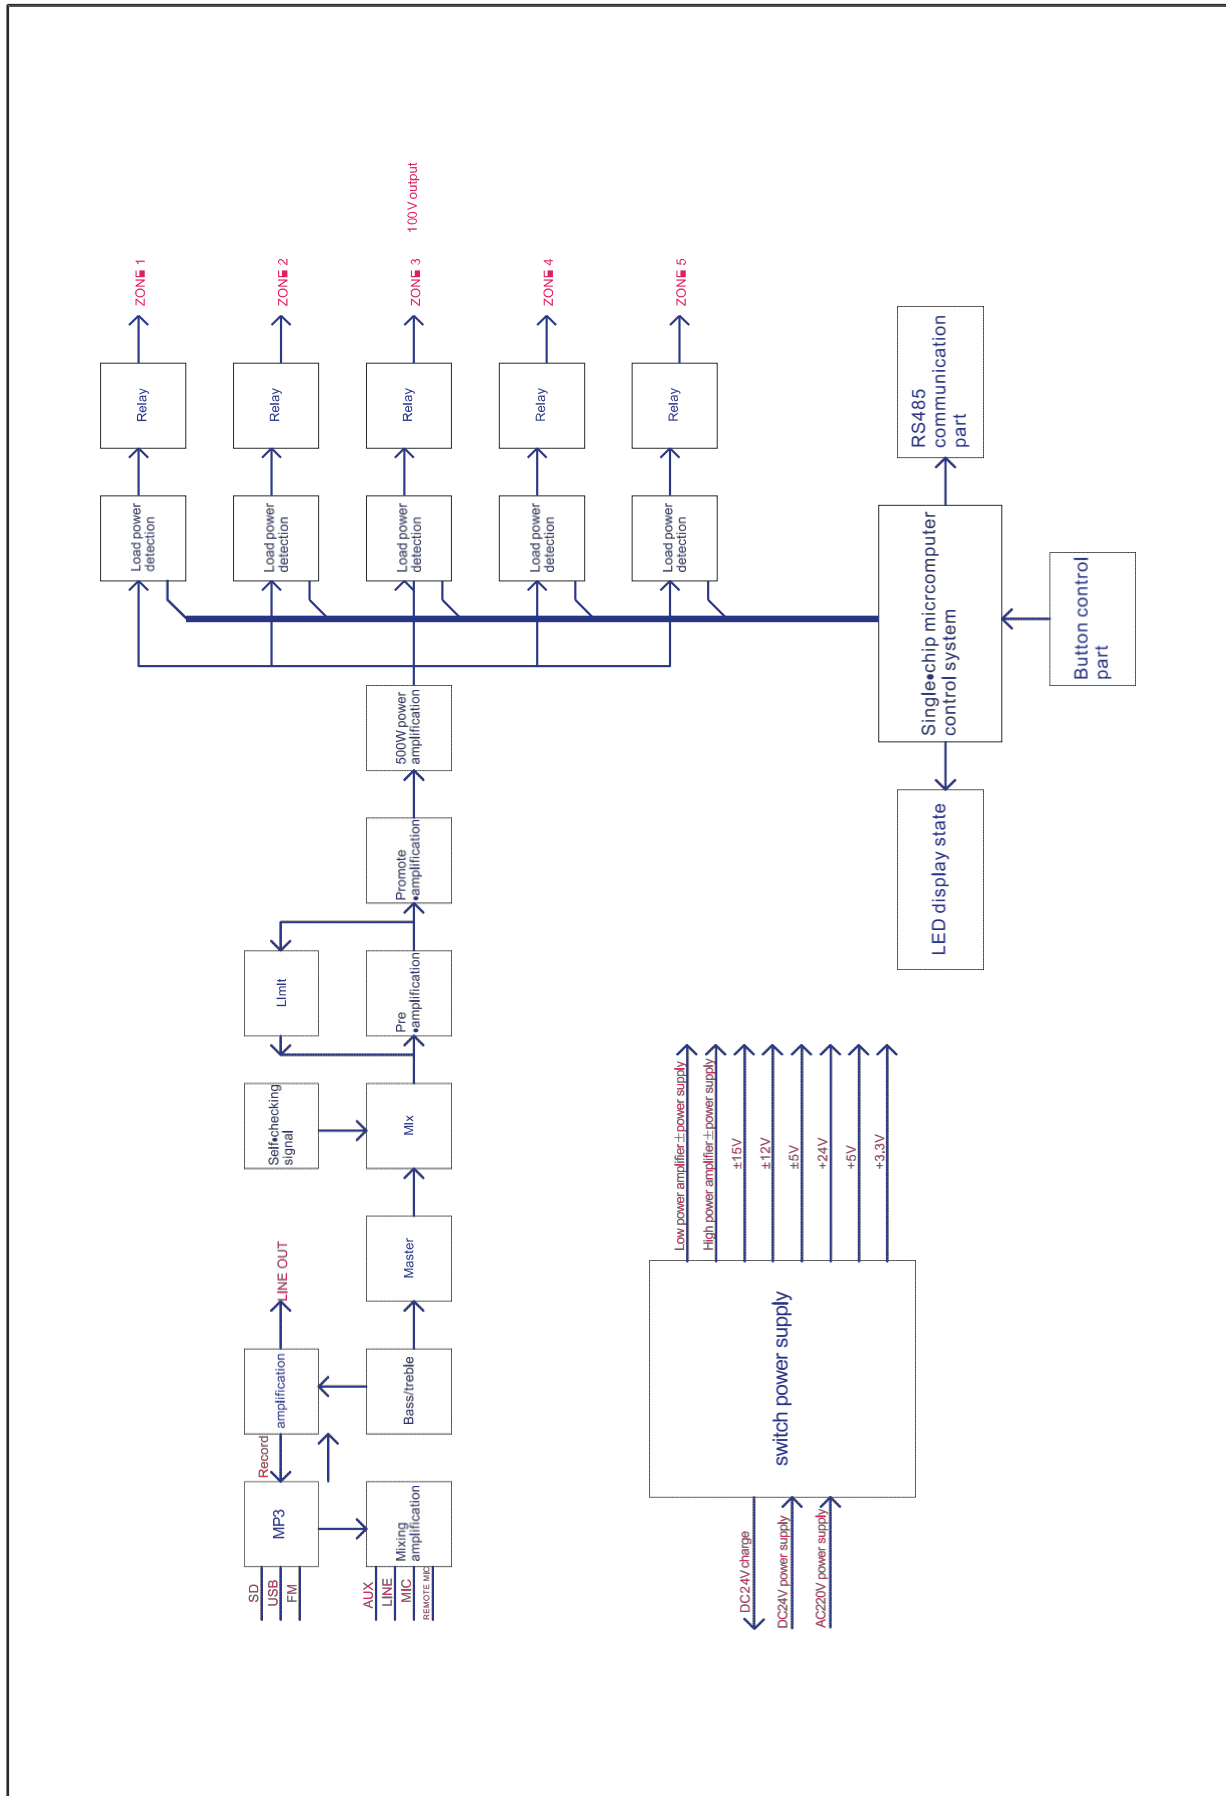 SD
USB
FM
MP3
Record
amplification
LINE OUT
AUX
LINE
MIC
REMOTE MIC
Mixing
amplification
Bass/treble
Master
Self•checking
signal
MIx
LImIt
Pre
•amplification
Promote
•amplification
500W power
amplification
Load power
detection
Relay
ZONE 1
Load power
detection
Relay
ZONE 2
Load power
detection
Relay
ZONE 3
100V output
Load power
detection
Relay
ZONE 4
Load power
detection
Relay
ZONE 5
DC24V charge
DC24V power supply
AC220V power supply
switch power supply
Low power amplifier±power supply
High power amplifier±power supply
±15V
±12V
±5V
+24V
+5V
+3.3V
LED display state
Single•chip micrcomputer
control system
RS485
communication
part
Button control
part